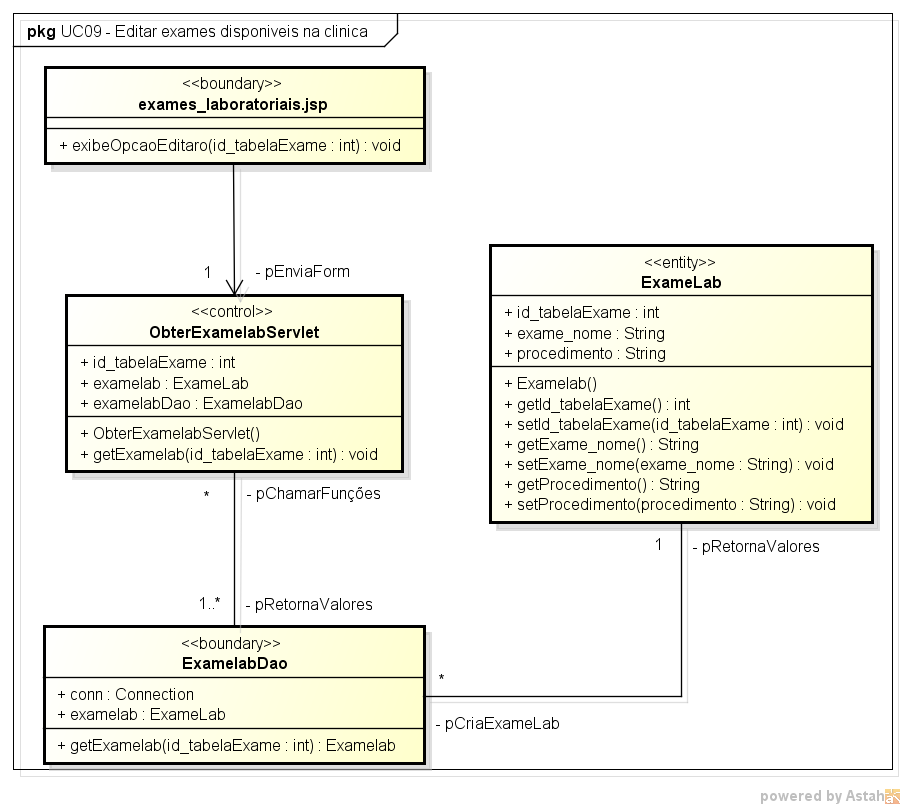 pkg UC09 - Editar exames disponiveis na clinica
<<boundary>>
exames_laboratoriais.jsp
+ exibeOpcaoEditaro(id_tabelaExame : int) : void
1
- pEnviaForm
<<control>>
ObterExamelabServlet
+ id_tabelaExame : int
+ examelab : ExameLab
+ examelabDao : ExamelabDao
+ ObterExamelabServlet()
+ getExamelab(id_tabelaExame : int) : void
<<entity>>
ExameLab
+ id_tabelaExame : int
+ exame_nome : String
+ procedimento : String
+ Examelab()
+ getId_tabelaExame() : int
+ setId_tabelaExame(id_tabelaExame : int) : void
+ getExame_nome() : String
+ setExame_nome(exame_nome : String) : void
+ getProcedimento() : String
+ setProcedimento(procedimento : String) : void
*
- pChamarFunções
1
- pRetornaValores
1..*
- pRetornaValores
<<boundary>>
ExamelabDao
+ conn : Connection
+ examelab : ExameLab
+ getExamelab(id_tabelaExame : int) : Examelab
*
- pCriaExameLab
powered by Astah